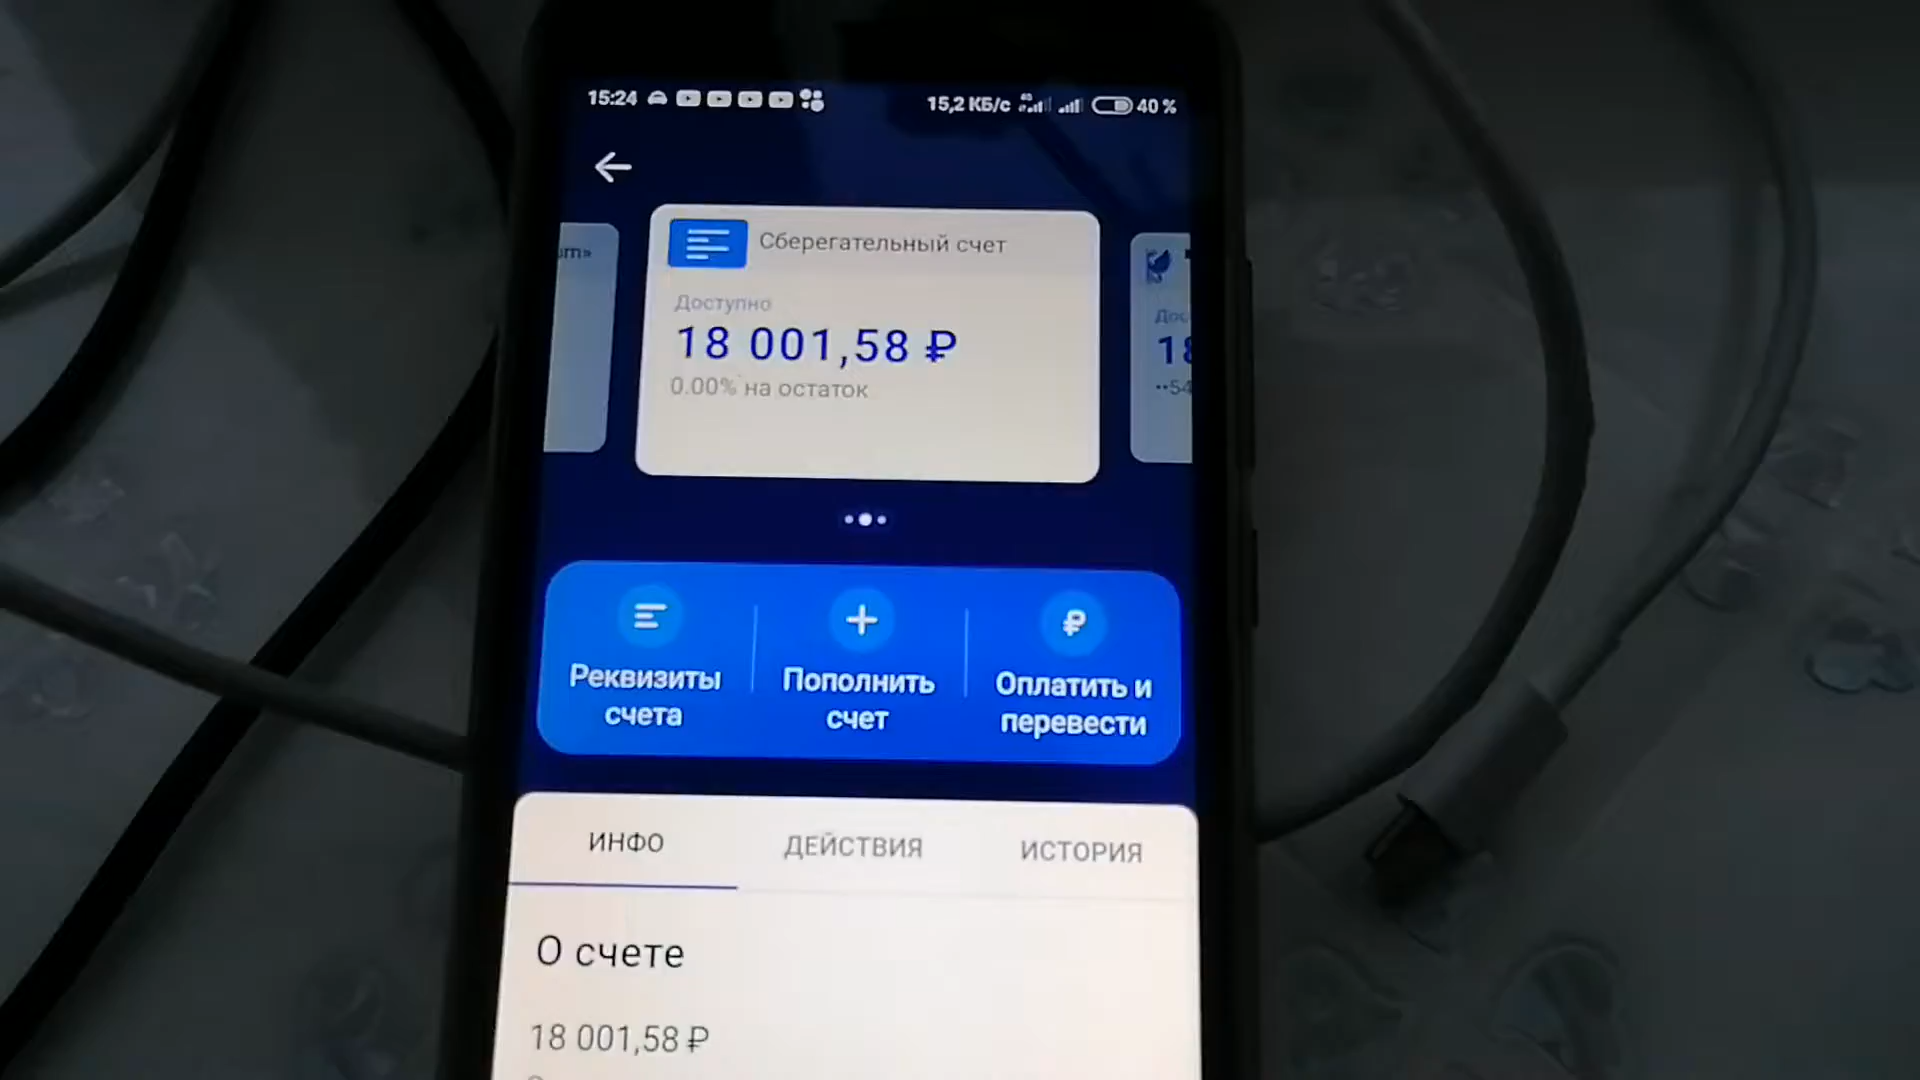 15:24 15,2 КБ/с 4G 40 %
Сберегательный счет
Доступно
18 001,58 ₽
0.00% на остаток
Реквизиты счета
Пополнить счет
Оплатить и перевести
ИНФО ДЕЙСТВИЯ ИСТОРИЯ
О счете
18 001,58 ₽